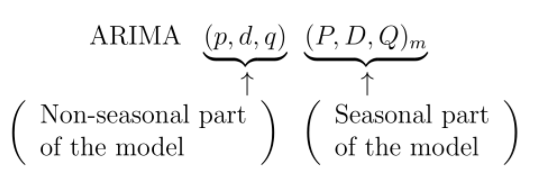 ARIMA (p, d, q) (P, D, Q)m
↑ ↑
( Non-seasonal part of the model ) ( Seasonal part of the model )